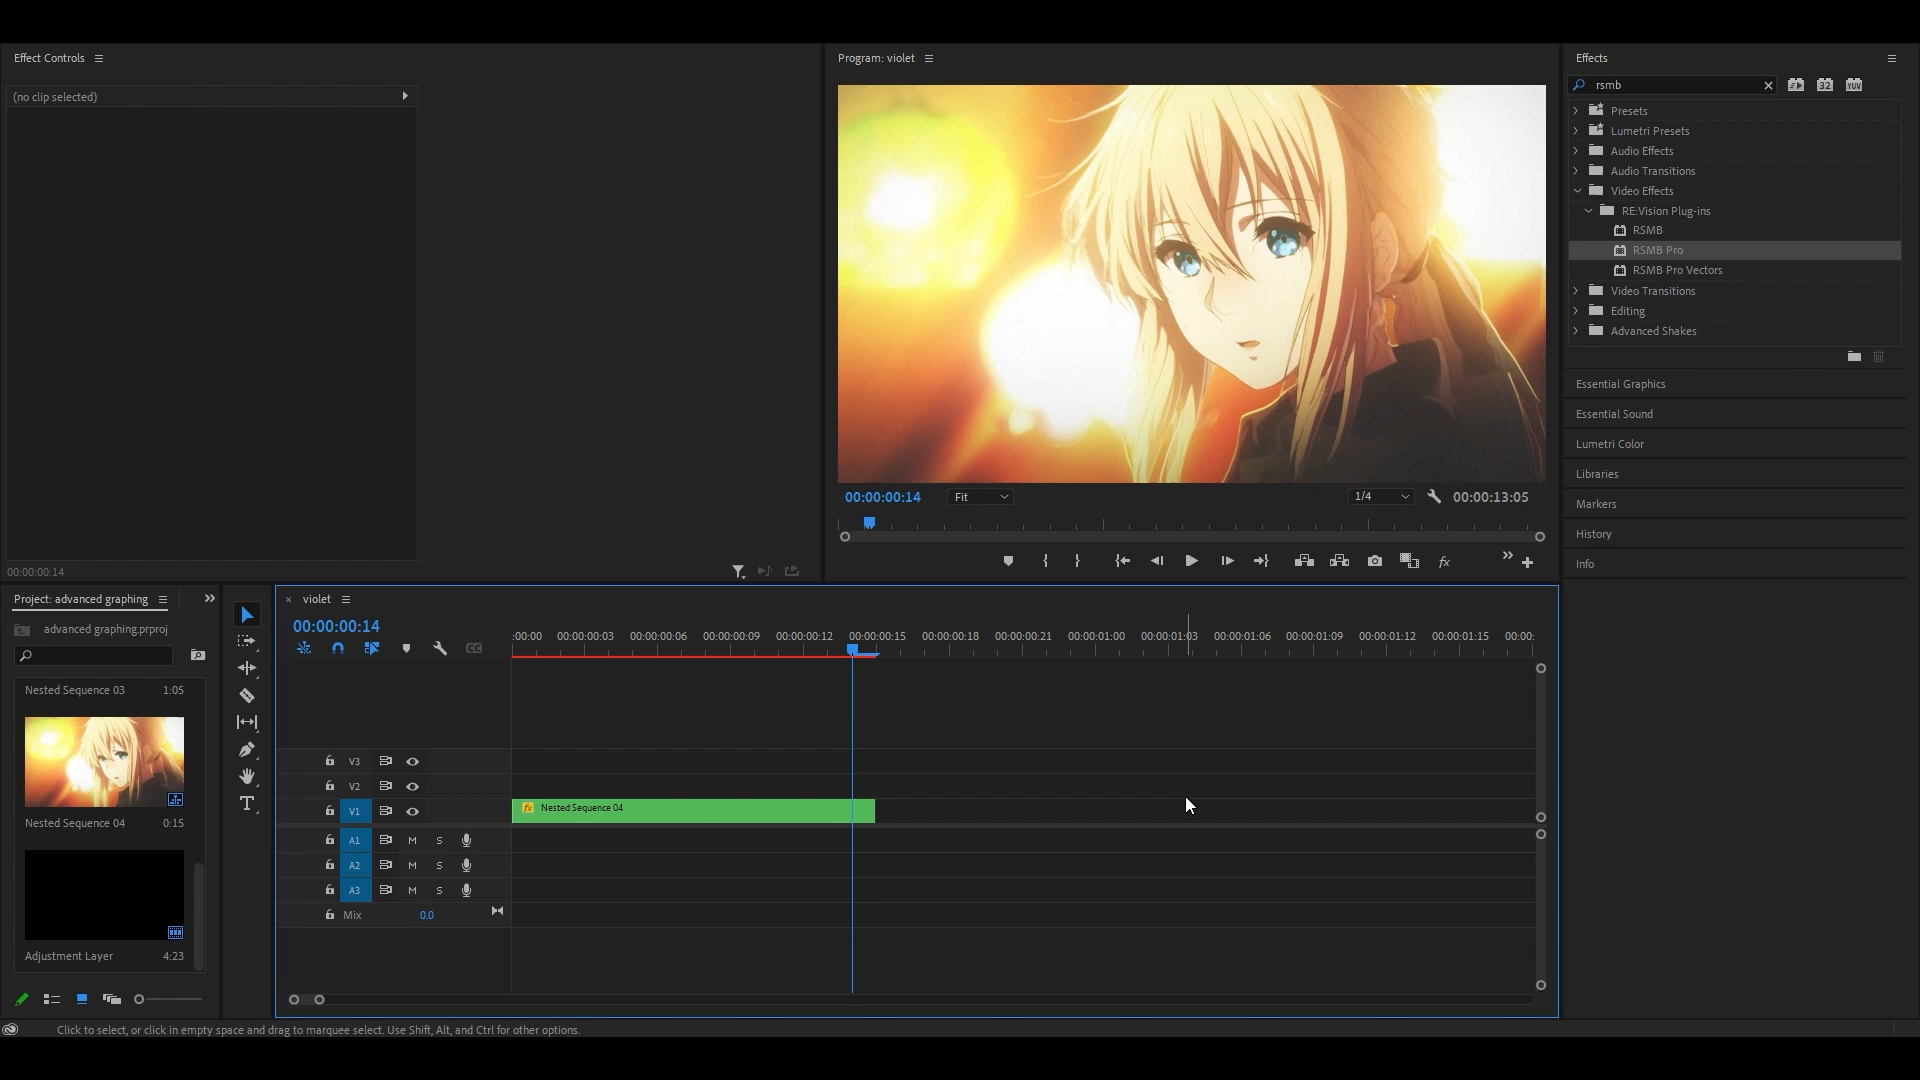 Effect Controls
(no clip selected)
00:00:00:14
Program: violet
00:00:00:14
Fit
1/4
00:00:13:05
fx
Effects
rsmb
32
YUV
Presets
Lumetri Presets
Audio Effects
Audio Transitions
Video Effects
RE:Vision Plug-ins
RSMB
RSMB Pro
RSMB Pro Vectors
Video Transitions
Editing
Advanced Shakes
Essential Graphics
Essential Sound
Lumetri Color
Libraries
Markers
History
Info
Project: advanced graphing
advanced graphing.prproj
Nested Sequence 03 1:05
Nested Sequence 04 0:15
Adjustment Layer 4:23
violet
00:00:00:14
:00:00 00:00:00:03 00:00:00:06 00:00:00:09 00:00:00:12 00:00:00:15 00:00:00:18 00:00:00:21 00:00:01:00 00:00:01:03 00:00:01:06 00:00:01:09 00:00:01:12 00:00:01:15 00:00:
V3
V2
V1
fx Nested Sequence 04
A1 M S
A2 M S
A3 M S
Mix 0.0
Click to select, or click in empty space and drag to marquee select. Use Shift, Alt, and Ctrl for other options.